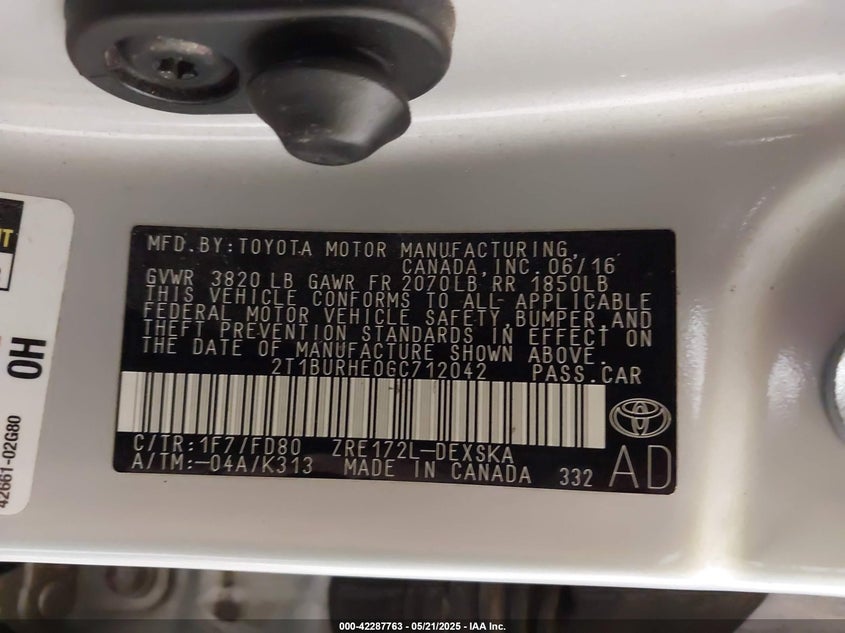 MFD.BY:TOYOTA MOTOR MANUFACTURING,
CANADA,INC.06/16
GVWR 3820 LB GAWR FR 2070LB RR 1850LB
THIS VEHICLE CONFORMS TO ALL APPLICABLE
FEDERAL MOTOR VEHICLE SAFETY,BUMPER,AND
THEFT PREVENTION STANDARDS IN EFFECT ON
THE DATE OF MANUFACTURE SHOWN ABOVE.
2T1BURHE0GC712042 PASS.CAR
C/TR:1F7/FD80 ZRE172L-DEXSKA
A/TM:-04A/K313 MADE IN CANADA 332 AD
0H
42661-02G80
000-42287763 - 05/21/2025 - IAA Inc.